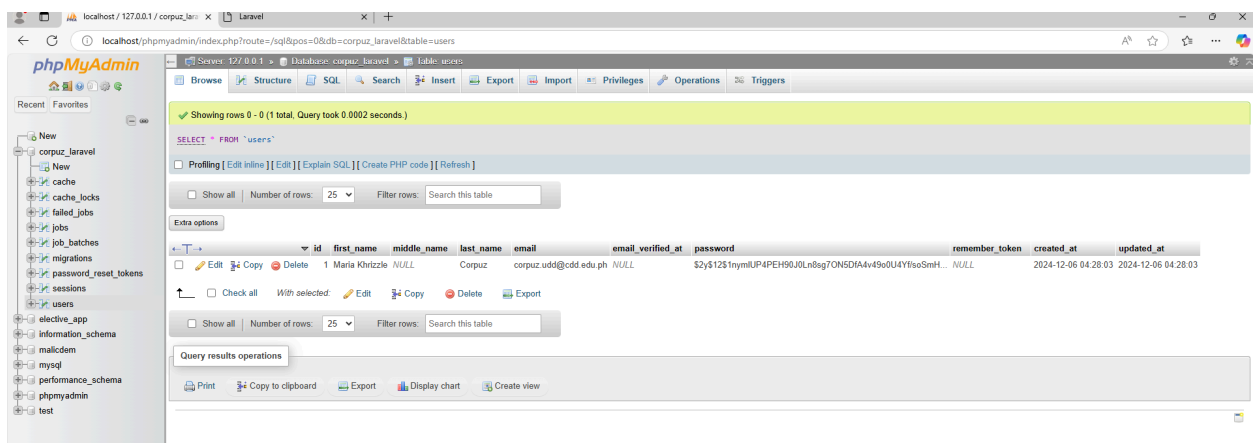 localhost / 127.0.0.1 / corpuz_lara Laravel
localhost/phpmyadmin/index.php?route=/sql&pos=0&db=corpuz_laravel&table=users
phpMyAdmin
Recent Favorites
New
corpuz_laravel
New
cache
cache_locks
failed_jobs
jobs
job_batches
migrations
password_reset_tokens
sessions
users
elective_app
information_schema
malicdem
mysql
performance_schema
phpmyadmin
test
Server: 127.0.0.1 » Database: corpuz_laravel » Table: users
Browse Structure SQL Search Insert Export Import Privileges Operations Triggers
Showing rows 0 - 0 (1 total, Query took 0.0002 seconds.)
SELECT * FROM `users`
Profiling [ Edit inline ] [ Edit ] [ Explain SQL ] [ Create PHP code ] [ Refresh ]
Show all Number of rows: 25 Filter rows: Search this table
Extra options
←T→ id first_name middle_name last_name email email_verified_at password remember_token created_at updated_at
Edit Copy Delete 1 Maria Khrizzle NULL Corpuz corpuz.udd@cdd.edu.ph NULL NULL 2024-12-06 04:28:03 2024-12-06 04:28:03
Check all With selected: Edit Copy Delete Export
Show all Number of rows: 25 Filter rows: Search this table
Query results operations
Print Copy to clipboard Export Display chart Create view